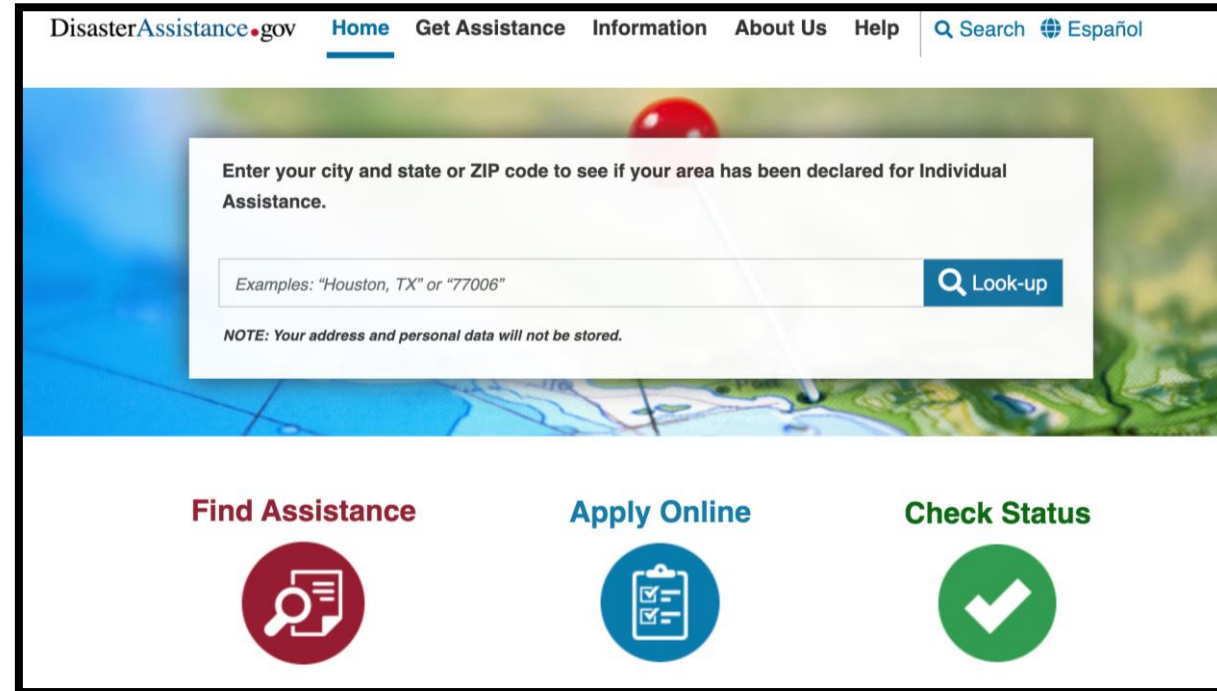 DisasterAssistance.gov Home Get Assistance Information About Us Help Search Español
Enter your city and state or ZIP code to see if your area has been declared for Individual
Assistance.
Examples: “Houston, TX” or “77006”
Look-up
NOTE: Your address and personal data will not be stored.
Find Assistance Apply Online Check Status